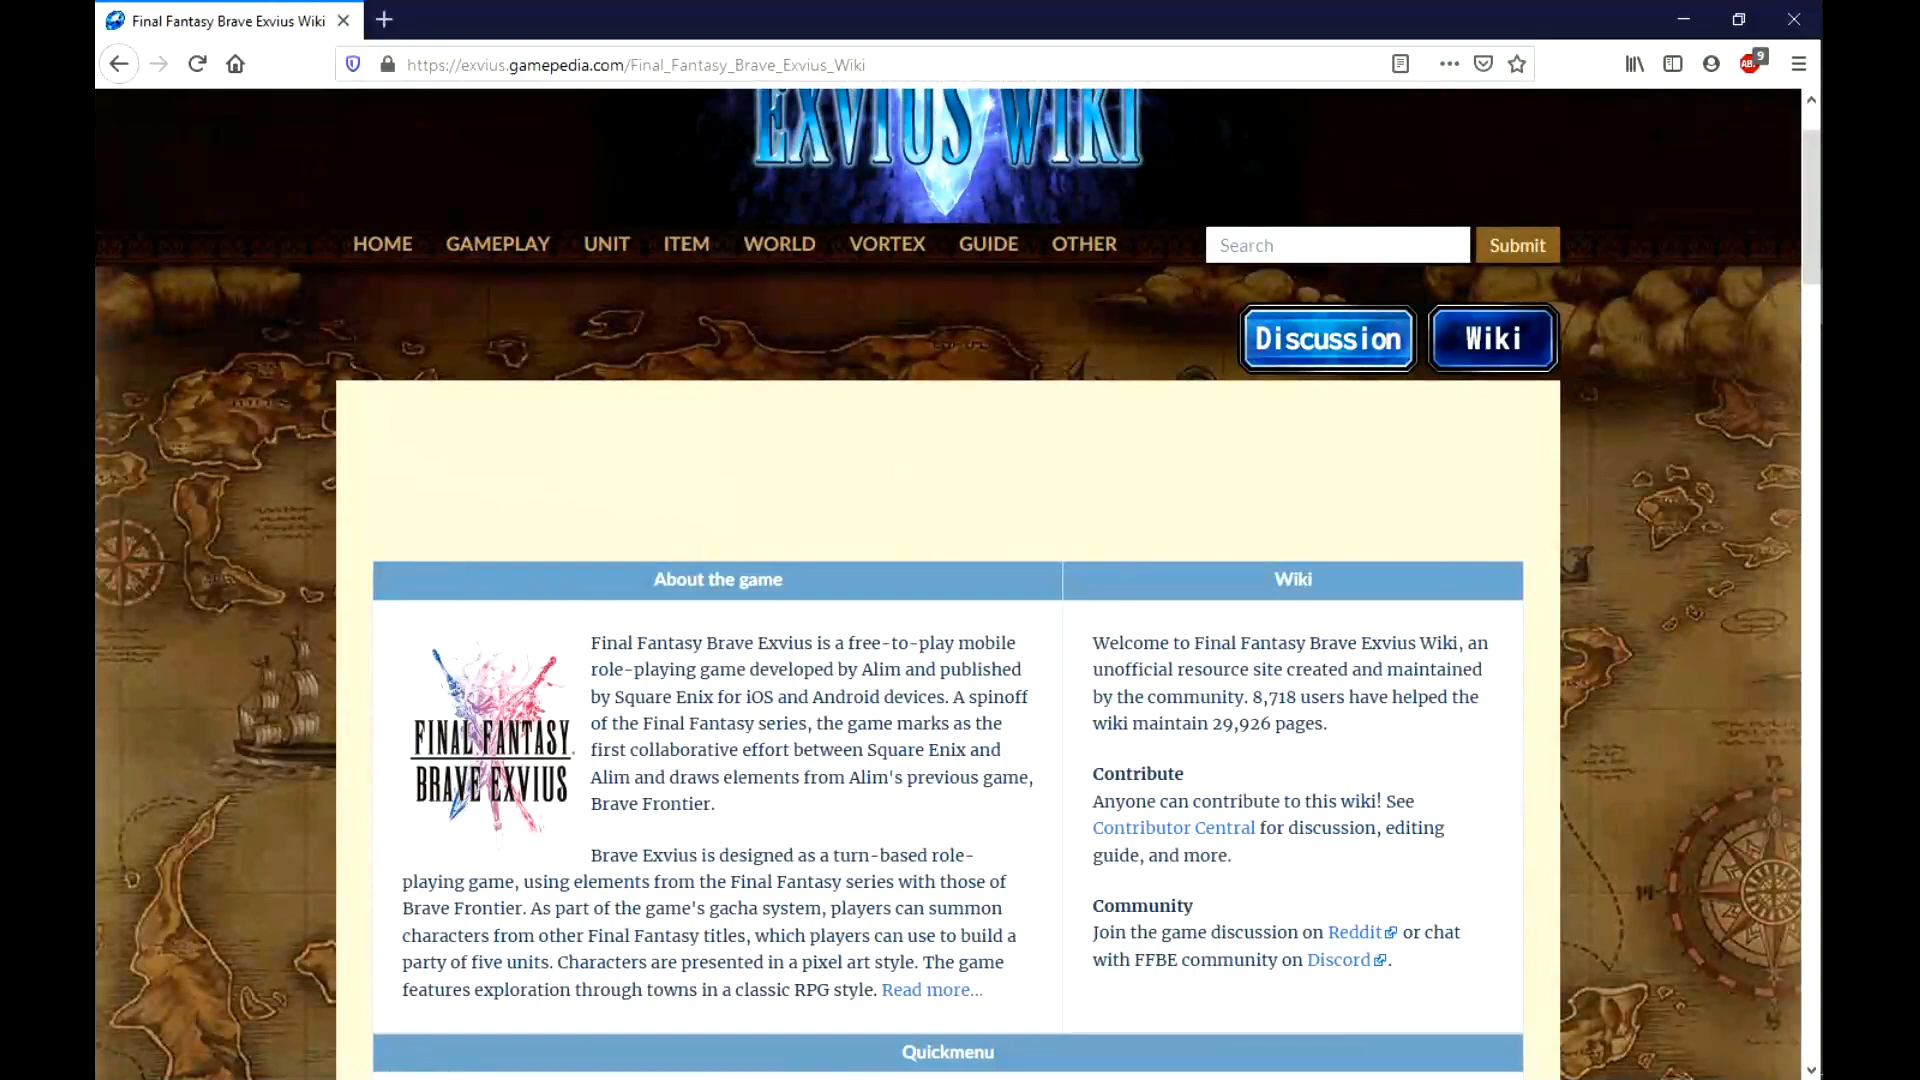 Final Fantasy Brave Exvius Wiki
https://exvius.gamepedia.com/Final_Fantasy_Brave_Exvius_Wiki
ABP
9
EXVIUS WIKI
HOME GAMEPLAY UNIT ITEM WORLD VORTEX GUIDE OTHER
Search
Submit
Discussion
Wiki
About the game
FINAL FANTASY
BRAVE EXVIUS
Final Fantasy Brave Exvius is a free-to-play mobile
role-playing game developed by Alim and published
by Square Enix for iOS and Android devices. A spinoff
of the Final Fantasy series, the game marks as the
first collaborative effort between Square Enix and
Alim and draws elements from Alim's previous game,
Brave Frontier.
Brave Exvius is designed as a turn-based role-
playing game, using elements from the Final Fantasy series with those of
Brave Frontier. As part of the game's gacha system, players can summon
characters from other Final Fantasy titles, which players can use to build a
party of five units. Characters are presented in a pixel art style. The game
features exploration through towns in a classic RPG style. Read more...
Wiki
Welcome to Final Fantasy Brave Exvius Wiki, an
unofficial resource site created and maintained
by the community. 8,718 users have helped the
wiki maintain 29,926 pages.
Contribute
Anyone can contribute to this wiki! See
Contributor Central for discussion, editing
guide, and more.
Community
Join the game discussion on Reddit or chat
with FFBE community on Discord.
Quickmenu